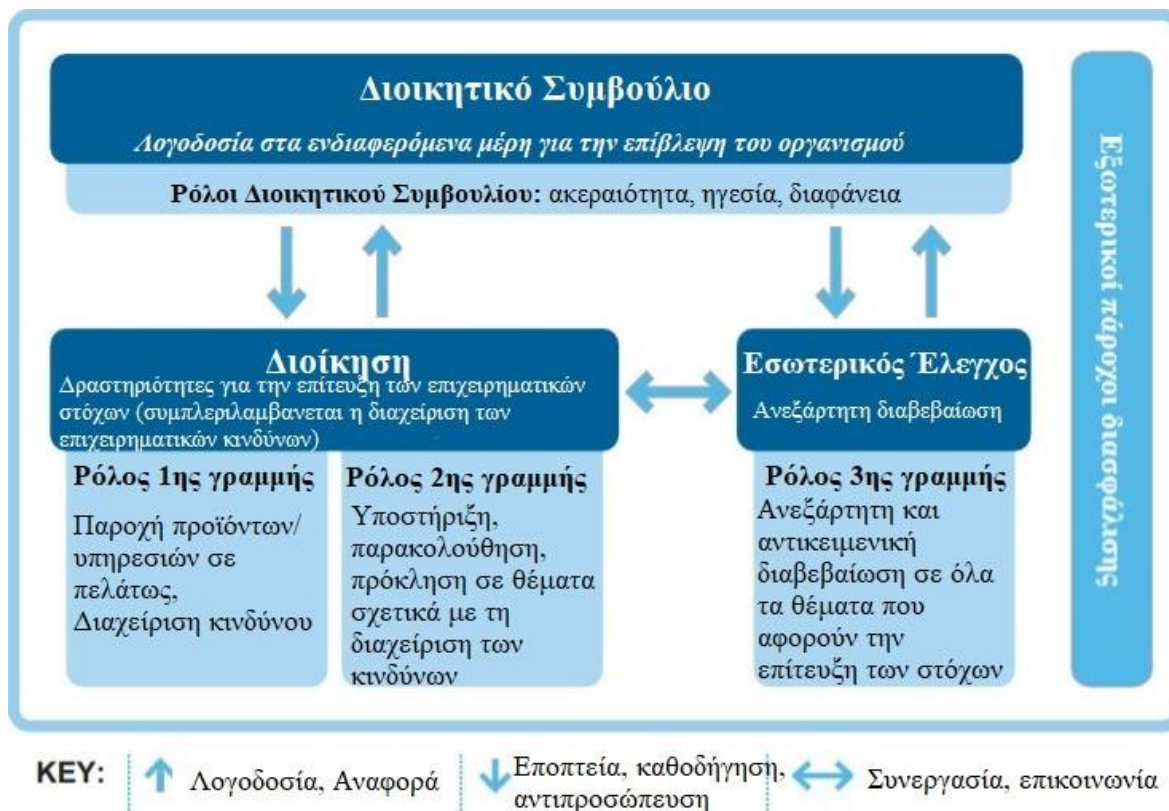 Διοικητικό Συμβούλιο
Λογοδοσία στα ενδιαφερόμενα μέρη για την επίβλεψη του οργανισμού
Ρόλοι Διοικητικού Συμβουλίου: ακεραιότητα, ηγεσία, διαφάνεια
Διοίκηση
Δραστηριότητες για την επίτευξη των επιχειρηματικών
στόχων (συμπλεριλαμβανεται η διαχείριση των
επιχειρηματικών κινδύνων)
Ρόλος 1ης γραμμής
Παροχή προϊόντων/
υπηρεσιών σε
πελάτως,
Διαχείριση κινδύνου
Ρόλος 2ης γραμμής
Υποστήριξη,
παρακολούθηση,
πρόκληση σε θέματα
σχετικά με τη
διαχείριση των
κινδύνων
Εσωτερικός Έλεγχος
Ανεξάρτητη διαβεβαίωση
Ρόλος 3ης γραμμής
Ανεξάρτητη και
αντικειμενική
διαβεβαίωση σε όλα
τα θέματα που
αφορούν την
επίτευξη των στόχων
Εξωτερικοί πάροχοι διασφάλισης
KEY:
Λογοδοσία, Αναφορά
Εποπτεία, καθοδήγηση,
αντιπροσώπευση
Συνεργασία, επικοινωνία